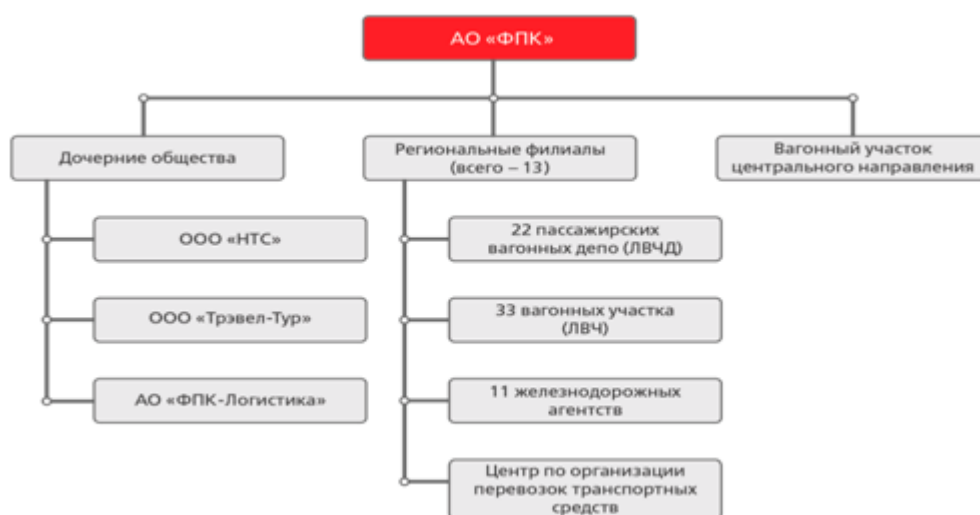 АО «ФПК»
Дочерние общества
Региональные филиалы
(всего – 13)
Вагонный участок
центрального направления
ООО «НТС»
ООО «Трэвел-Тур»
АО «ФПК-Логистика»
22 пассажирских
вагонных депо (ЛВЧД)
33 вагонных участка
(ЛВЧ)
11 железнодорожных
агентств
Центр по организации
перевозок транспортных
средств